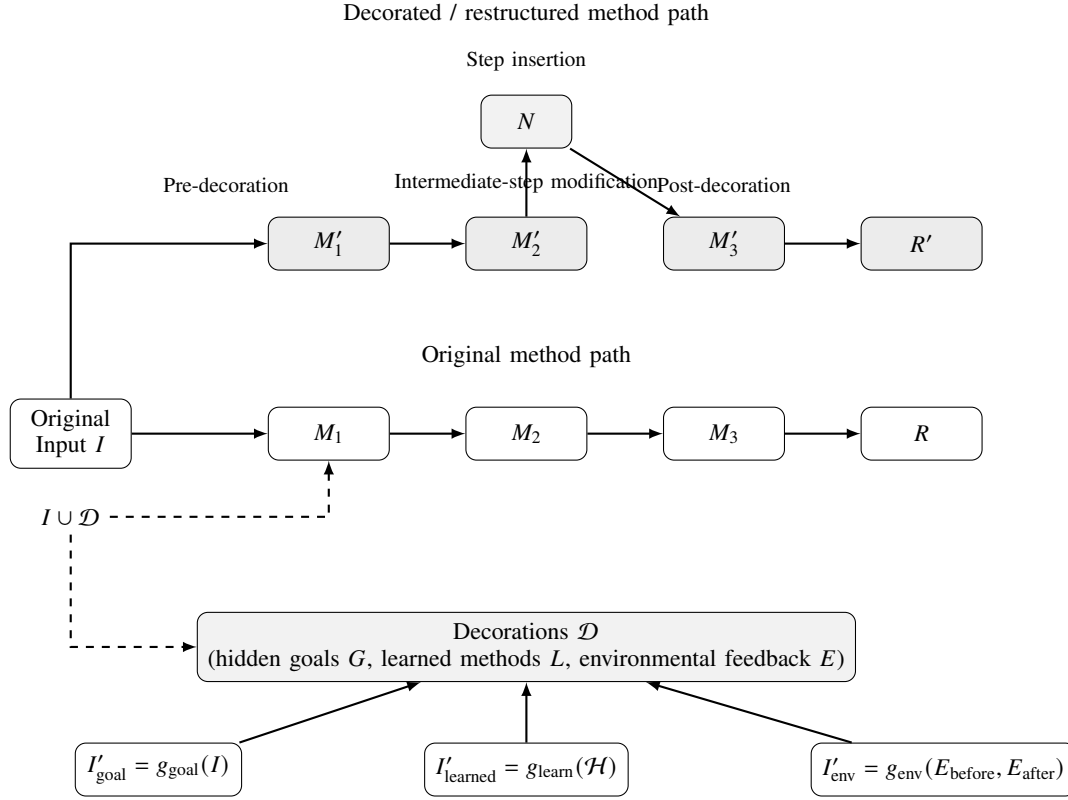 Decorated / restructured method path
Step insertion
N
Pre-decoration
Intermediate-step modification
Post-decoration
M′₁
M′₂
M′₃
R′
Original method path
Original
Input I
M₁
M₂
M₃
R
I ∪ 𝒟
Decorations 𝒟
(hidden goals G, learned methods L, environmental feedback E)
I′goal = ggoal(I)
I′learned = glearn(ℋ)
I′env = genv(Ebefore, Eafter)